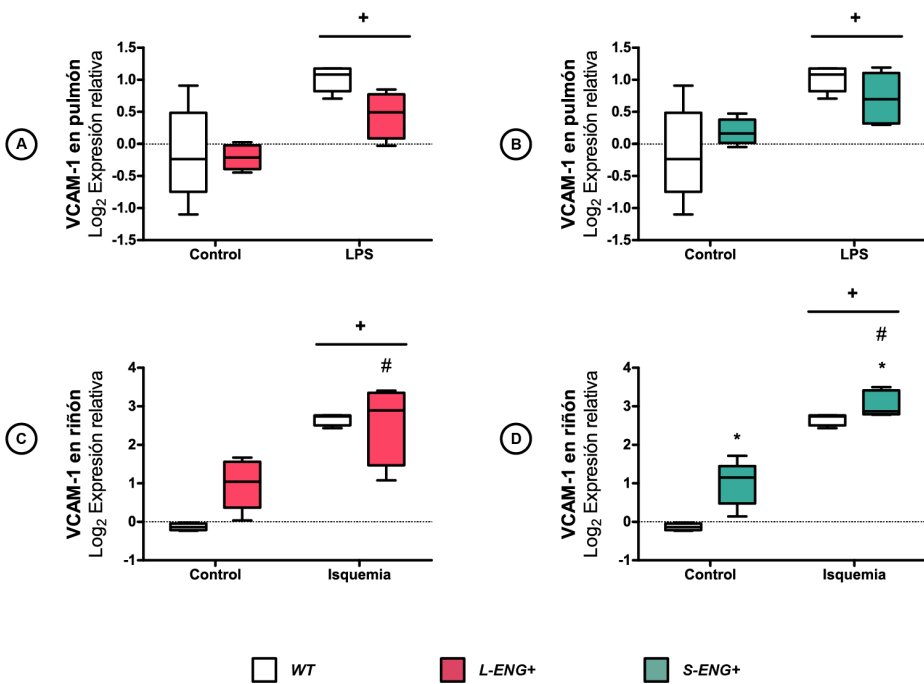 A
VCAM-1 en pulmón
Log2 Expresión relativa
1.5
1.0
0.5
0.0
-0.5
-1.0
-1.5
+
Control
LPS
B
VCAM-1 en pulmón
Log2 Expresión relativa
1.5
1.0
0.5
0.0
-0.5
-1.0
-1.5
+
Control
LPS
C
VCAM-1 en riñón
Log2 Expresión relativa
4
3
2
1
0
-1
+
#
Control
Isquemia
D
VCAM-1 en riñón
Log2 Expresión relativa
4
3
2
1
0
-1
*
+
#
*
Control
Isquemia
WT
L-ENG+
S-ENG+